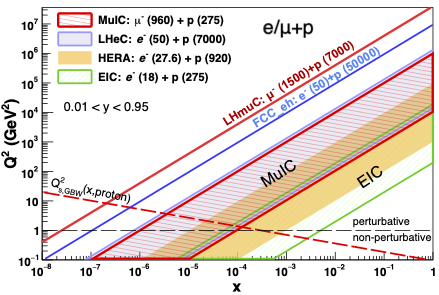 e/μ+p
MuIC: μ⁻ (960) + p (275)
LHeC: e⁻ (50) + p (7000)
HERA: e⁻ (27.6) + p (920)
EIC: e⁻ (18) + p (275)
0.01 < y < 0.95
LHmuC: μ⁻ (1500)+p (7000)
FCC_eh: e⁻ (50)+p (50000)
Q²s,GBW(x,proton)
MuIC
EIC
perturbative
non-perturbative
Q² (GeV²)
10⁷
10⁶
10⁵
10⁴
10³
10²
10
1
10⁻¹
10⁻⁸ 10⁻⁷ 10⁻⁶ 10⁻⁵ 10⁻⁴ 10⁻³ 10⁻² 10⁻¹ 1
x